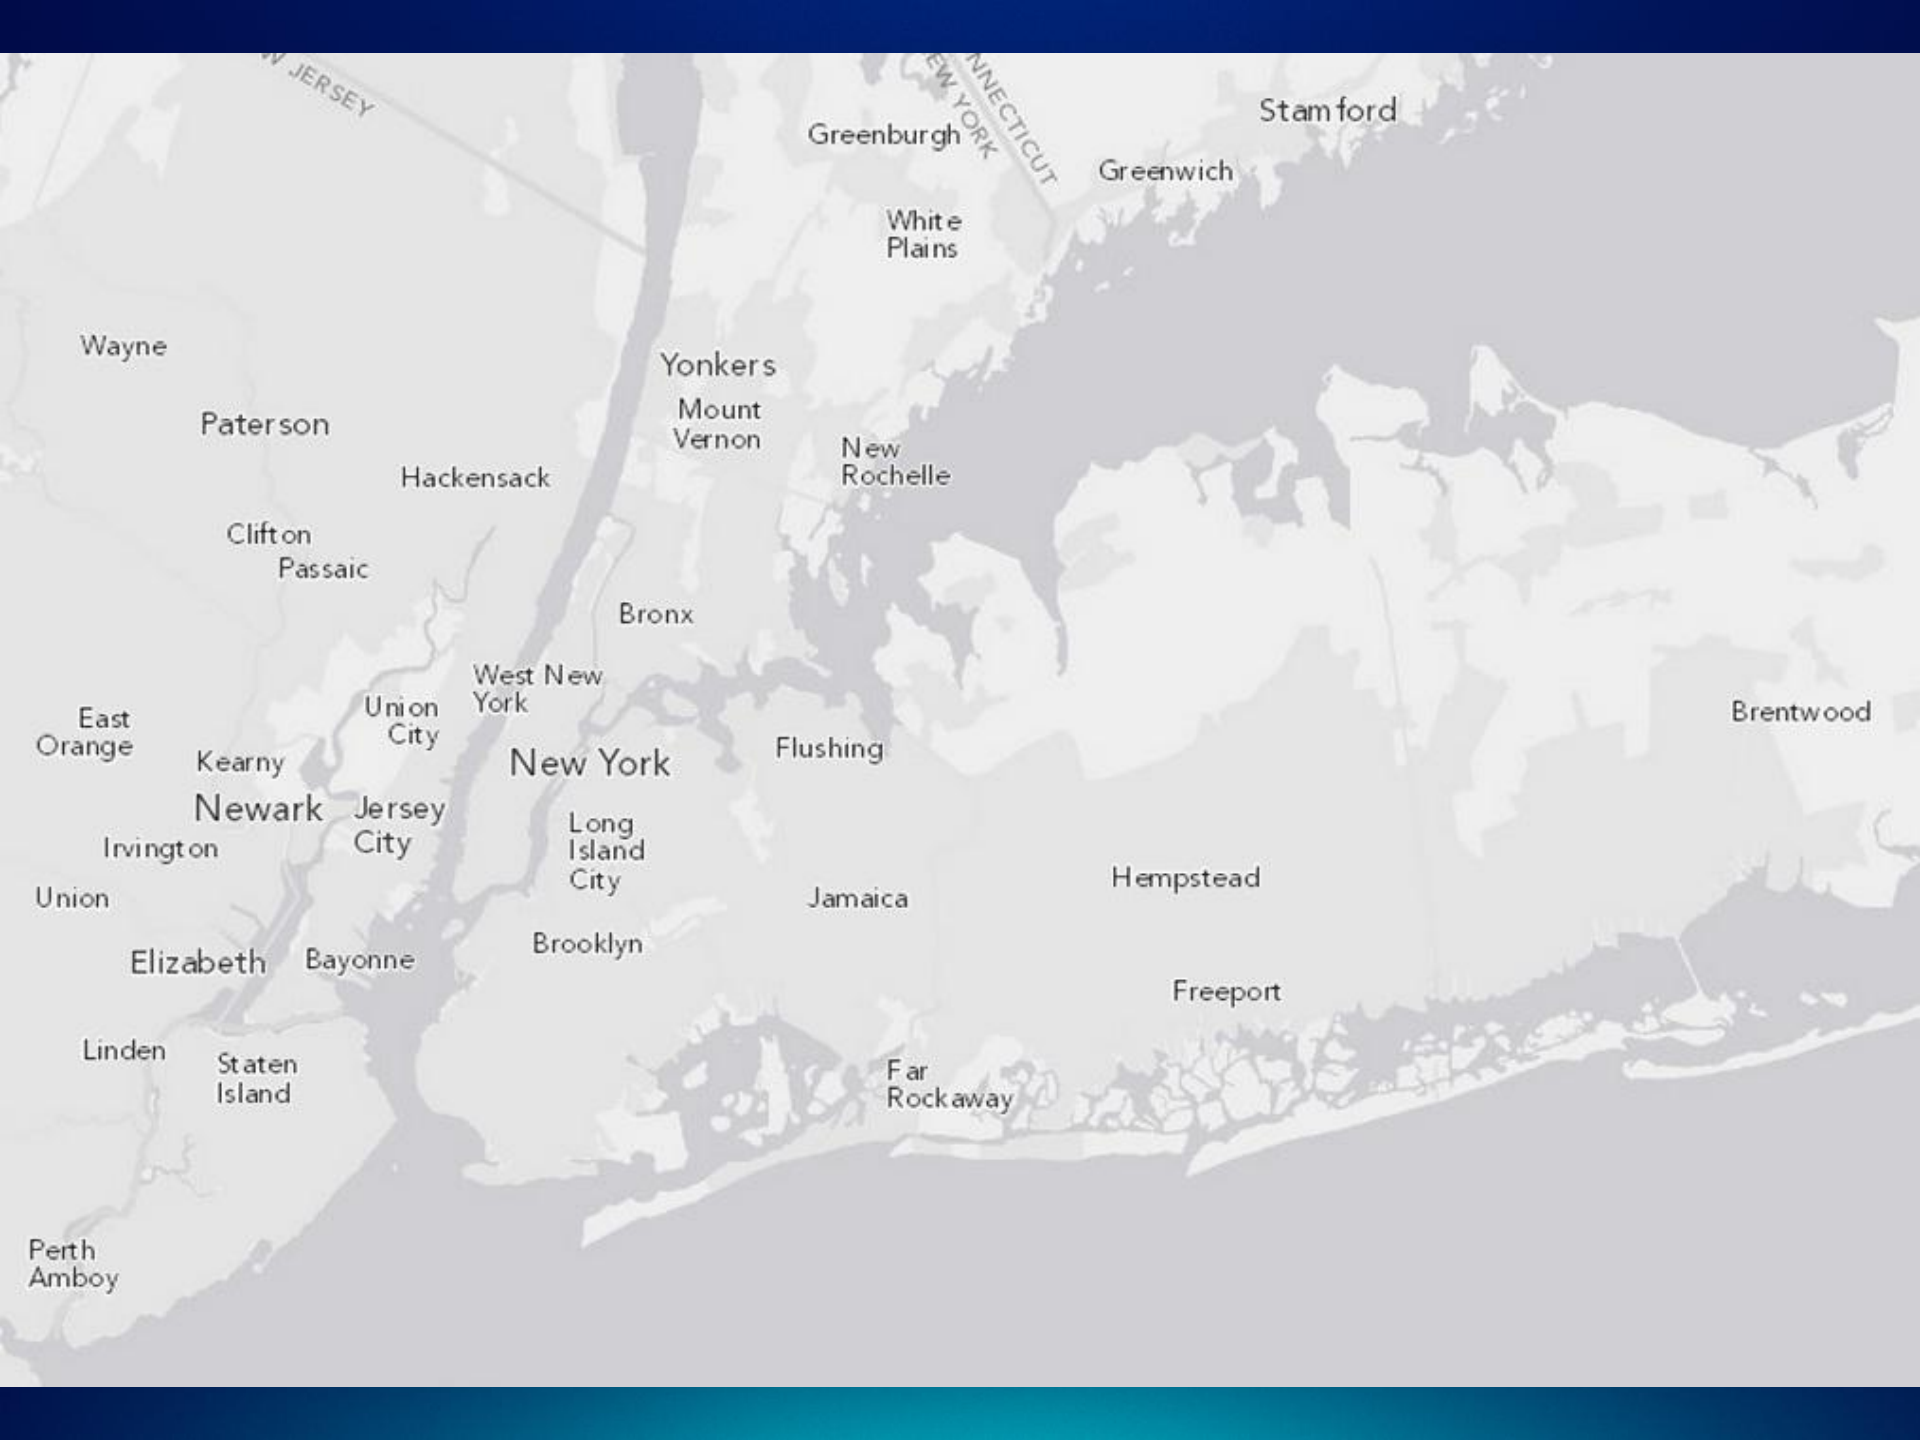 W JERSEY
NNECTICUT
EW YORK
Stamford
Greenburgh
Greenwich
White
Plains
Wayne
Yonkers
Mount
Vernon
Paterson
New
Rochelle
Hackensack
Clifton
Passaic
Bronx
West New
York
Union
City
East
Orange
Brentwood
Flushing
Kearny
New York
Newark
Jersey
City
Long
Island
City
Irvington
Hempstead
Union
Jamaica
Brooklyn
Elizabeth
Bayonne
Freeport
Linden
Staten
Island
Far
Rockaway
Perth
Amboy